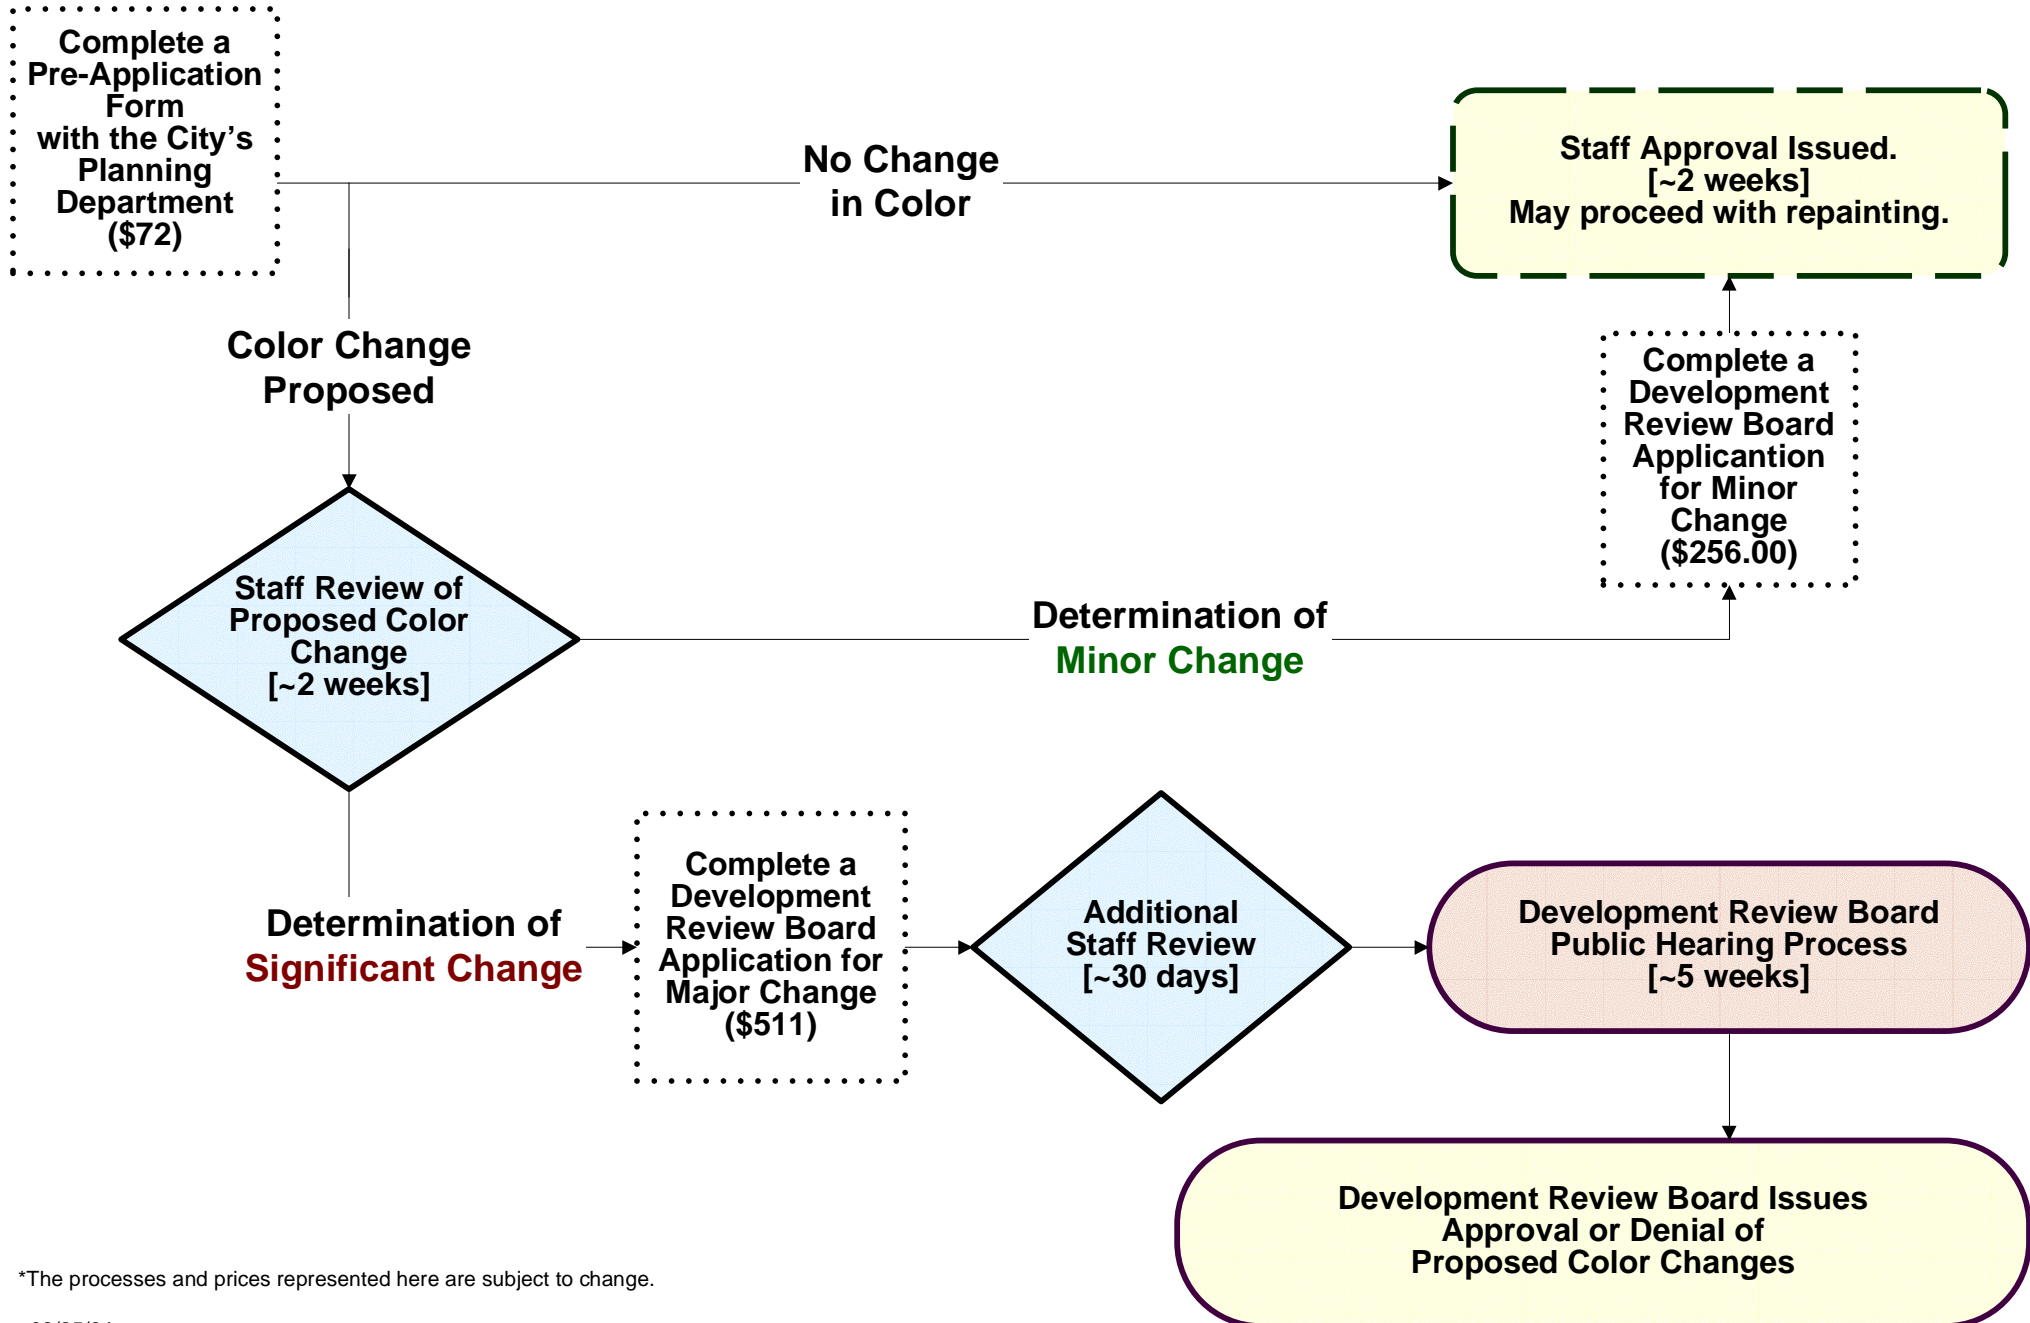 Complete a
Pre-Application
Form
with the City’s
Planning
Department
($72)
No Change
in Color
Staff Approval Issued.
[~2 weeks]
May proceed with repainting.
Color Change
Proposed
Complete a
Development
Review Board
Applicantion
for Minor
Change
($256.00)
Staff Review of
Proposed Color
Change
[~2 weeks]
Determination of
Minor Change
Determination of
Significant Change
Complete a
Development
Review Board
Application for
Major Change
($511)
Additional
Staff Review
[~30 days]
Development Review Board
Public Hearing Process
[~5 weeks]
Development Review Board Issues
Approval or Denial of
Proposed Color Changes
*The processes and prices represented here are subject to change.